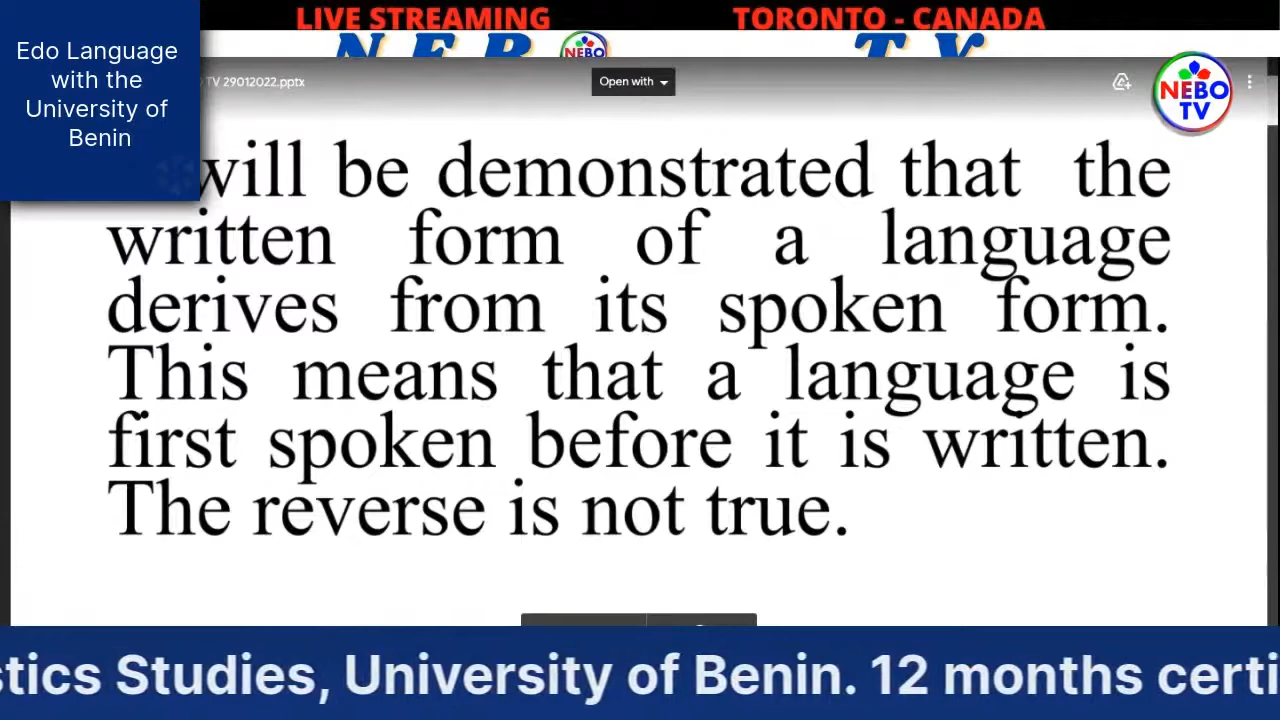 LIVE STREAMING
TORONTO - CANADA
NEBO
Edo Language
with the
University of
Benin
TV 29012022.pptx
Open with
NEBO
TV
will be demonstrated that the
written form of a language
derives from its spoken form.
This means that a language is
first spoken before it is written.
The reverse is not true.
stics Studies, University of Benin. 12 months certi